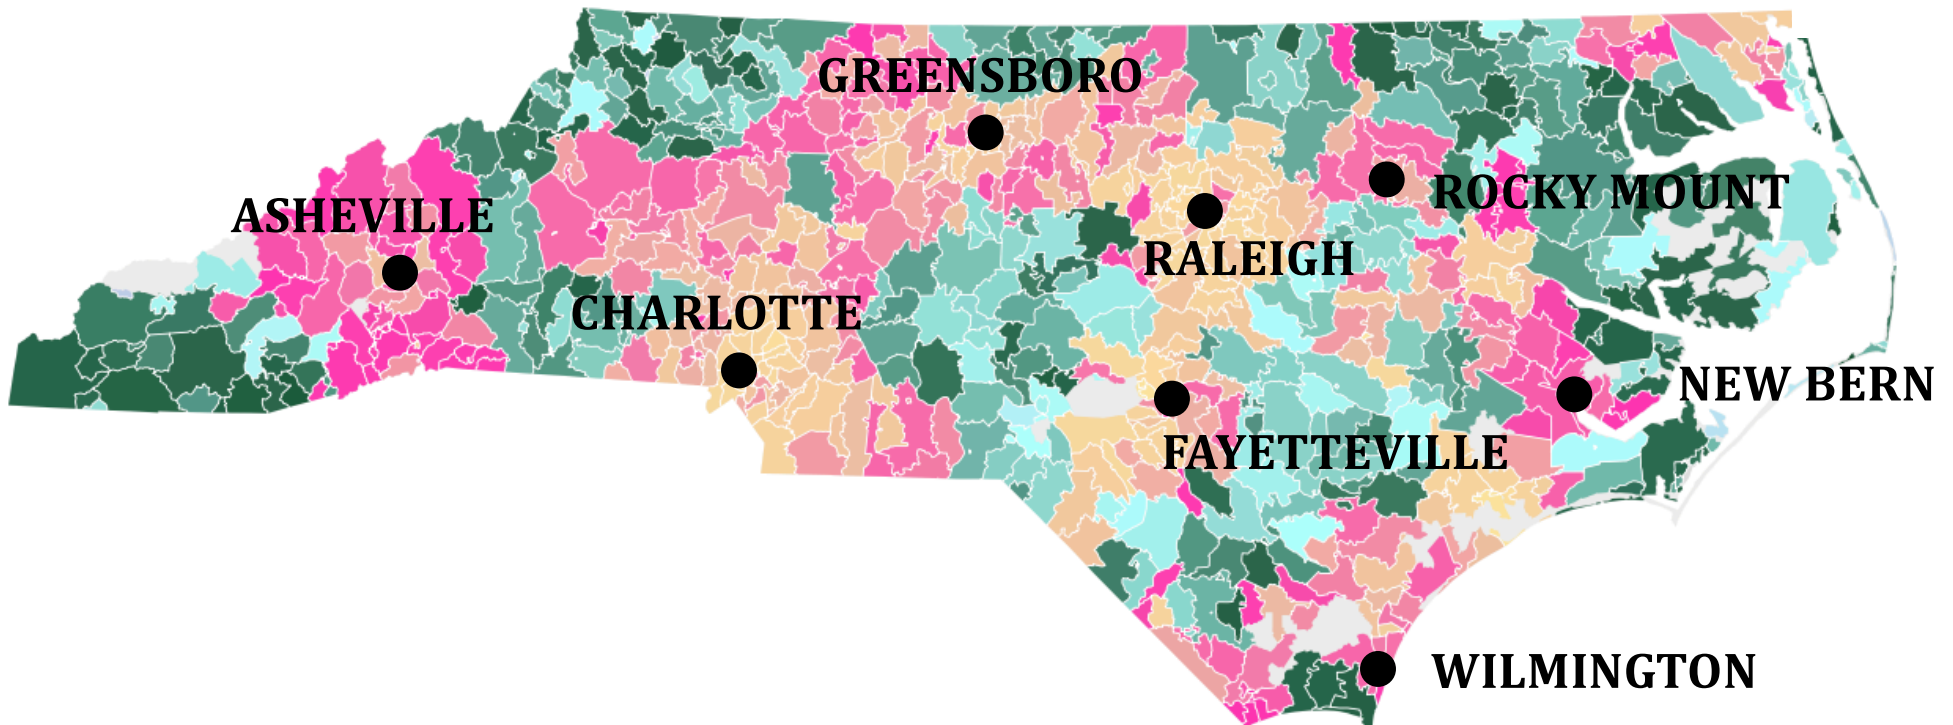 GREENSBORO
ROCKY MOUNT
ASHEVILLE
RALEIGH
CHARLOTTE
NEW BERN
FAYETTEVILLE
WILMINGTON